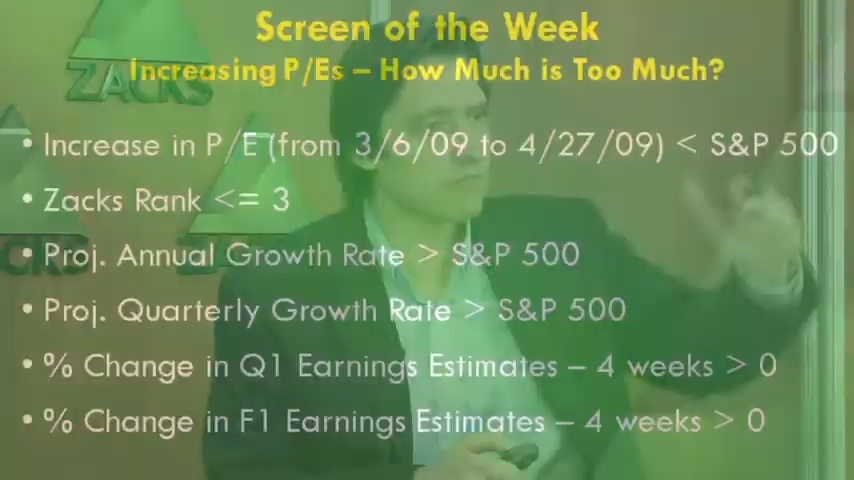 Screen of the Week
Increasing P/Es – How Much is Too Much?
ZACKS
• Increase in P/E (from 3/6/09 to 4/27/09) < S&P 500
• Zacks Rank <= 3
• Proj. Annual Growth Rate > S&P 500
• Proj. Quarterly Growth Rate > S&P 500
• % Change in Q1 Earnings Estimates – 4 weeks > 0
• % Change in F1 Earnings Estimates – 4 weeks > 0